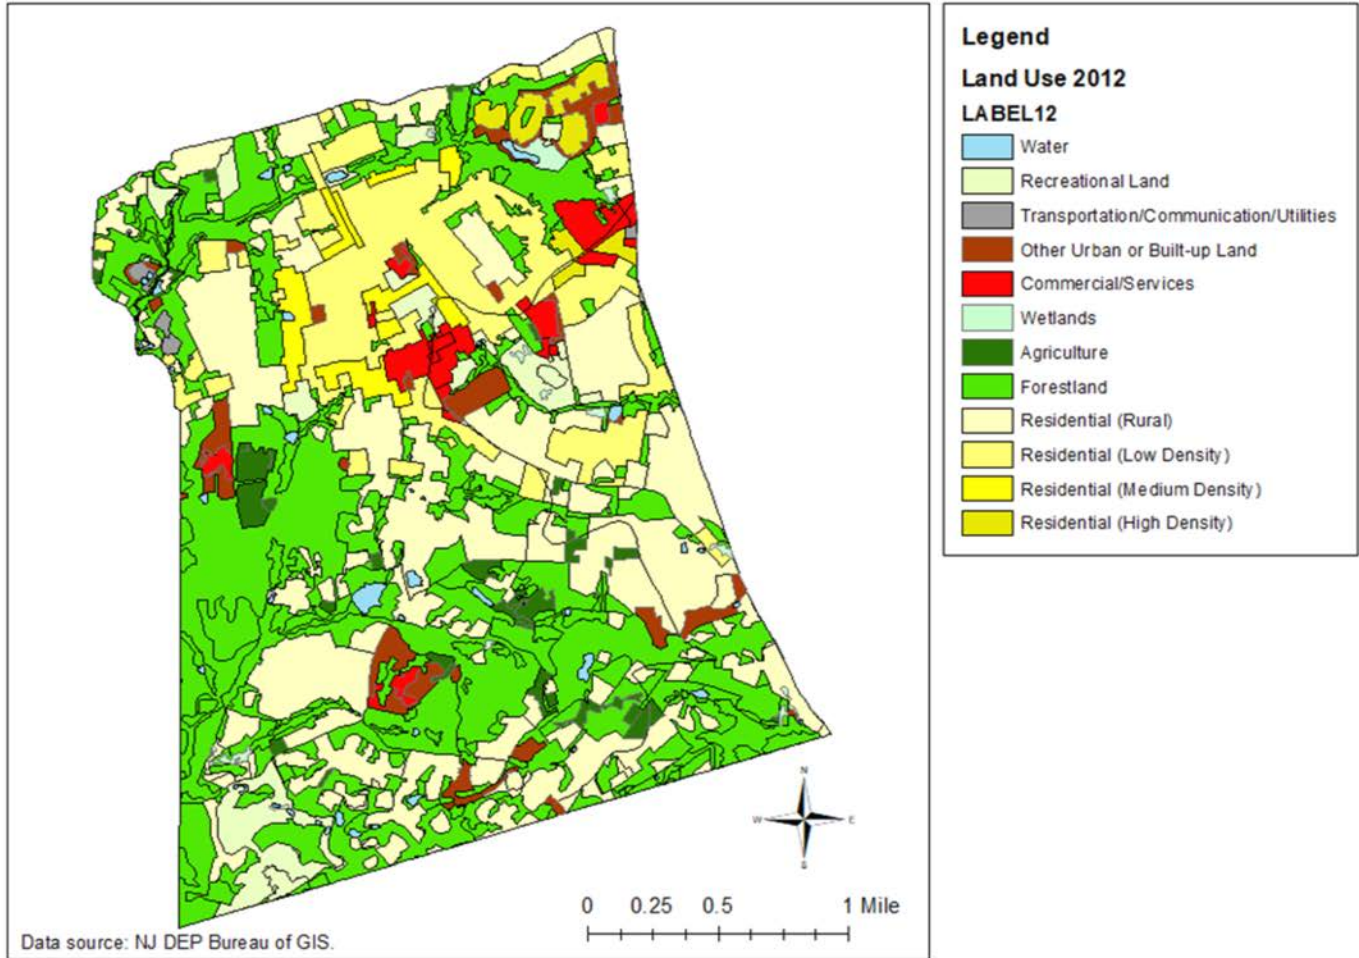 Legend
Land Use 2012
LABEL12
Water
Recreational Land
Transportation/Communication/Utilities
Other Urban or Built-up Land
Commercial/Services
Wetlands
Agriculture
Forestland
Residential (Rural)
Residential (Low Density)
Residential (Medium Density)
Residential (High Density)
N
W E
S
0 0.25 0.5 1 Mile
Data source: NJ DEP Bureau of GIS.